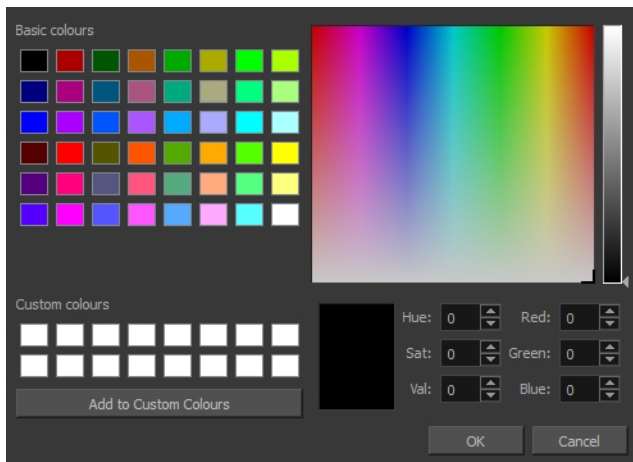 Basic colours
Custom colours
Add to Custom Colours
Hue: 0 Red: 0
Sat: 0 Green: 0
Val: 0 Blue: 0
OK Cancel